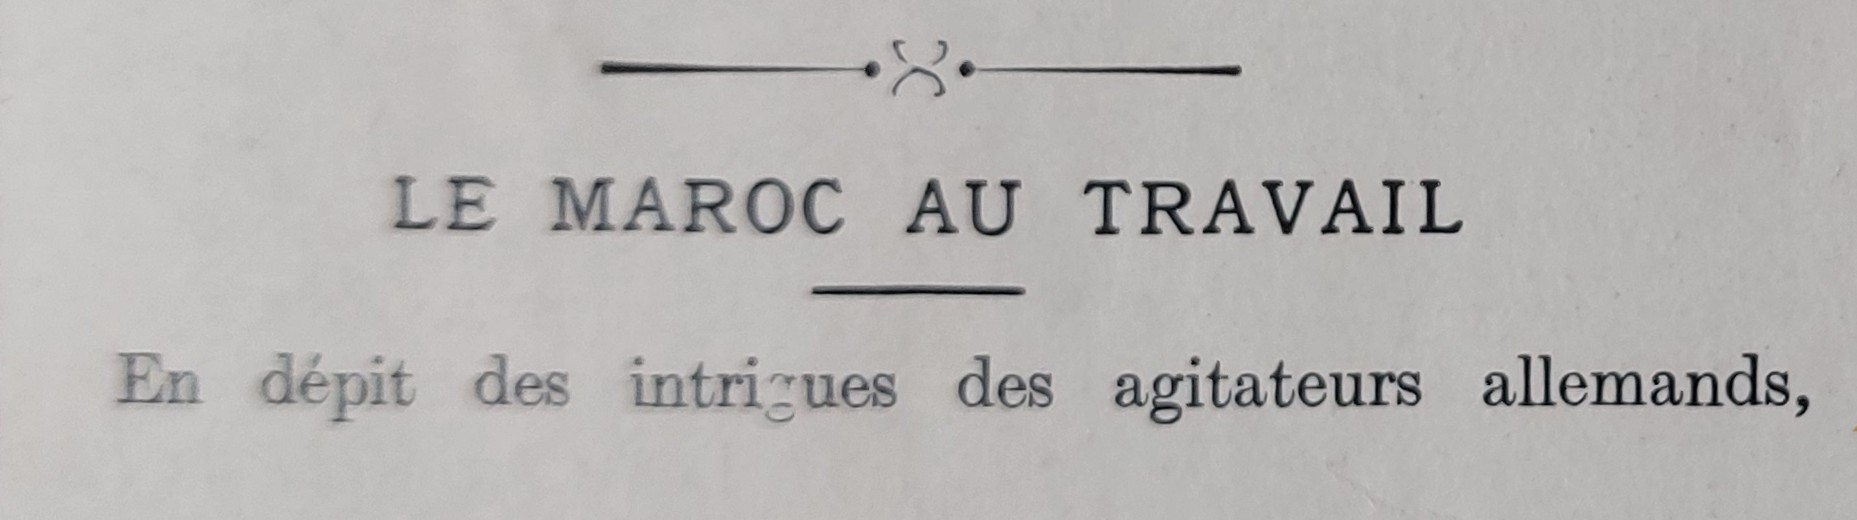 LE MAROC AU TRAVAIL
En dépit des intrigues des agitateurs allemands,